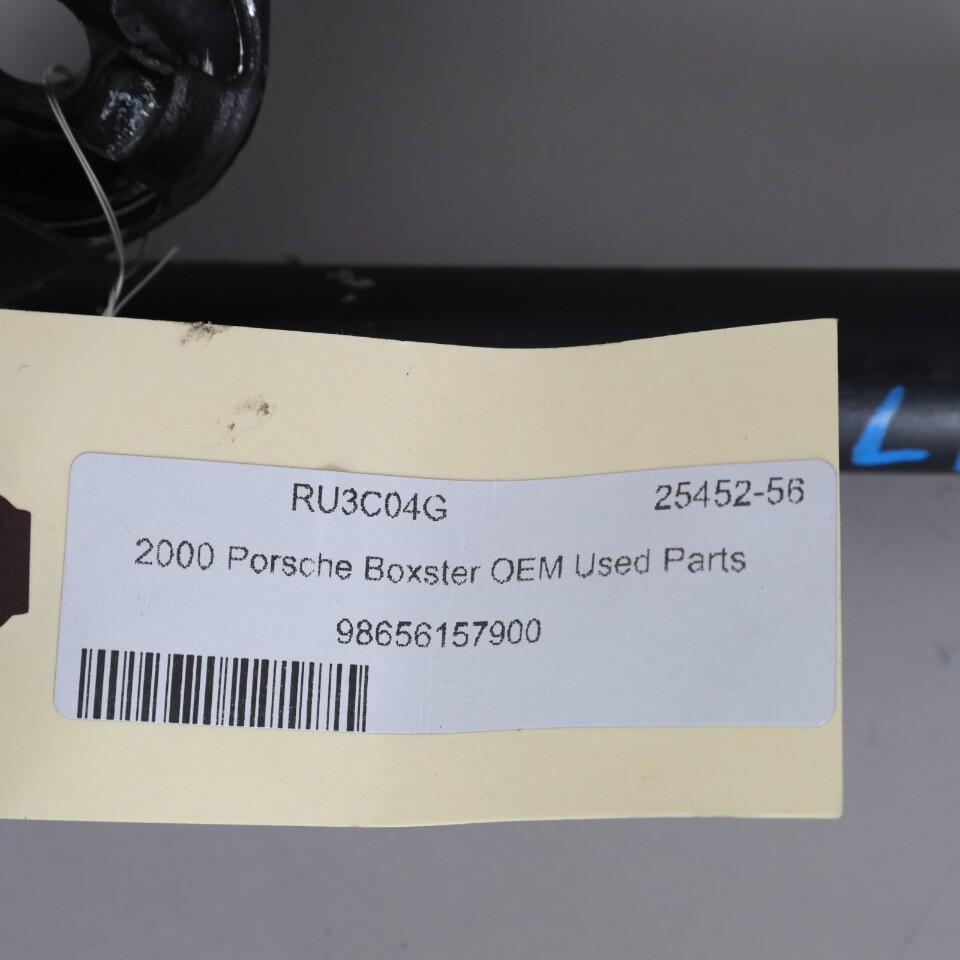 RU3C04G 25452-56
2000 Porsche Boxster OEM Used Parts
98656157900
L